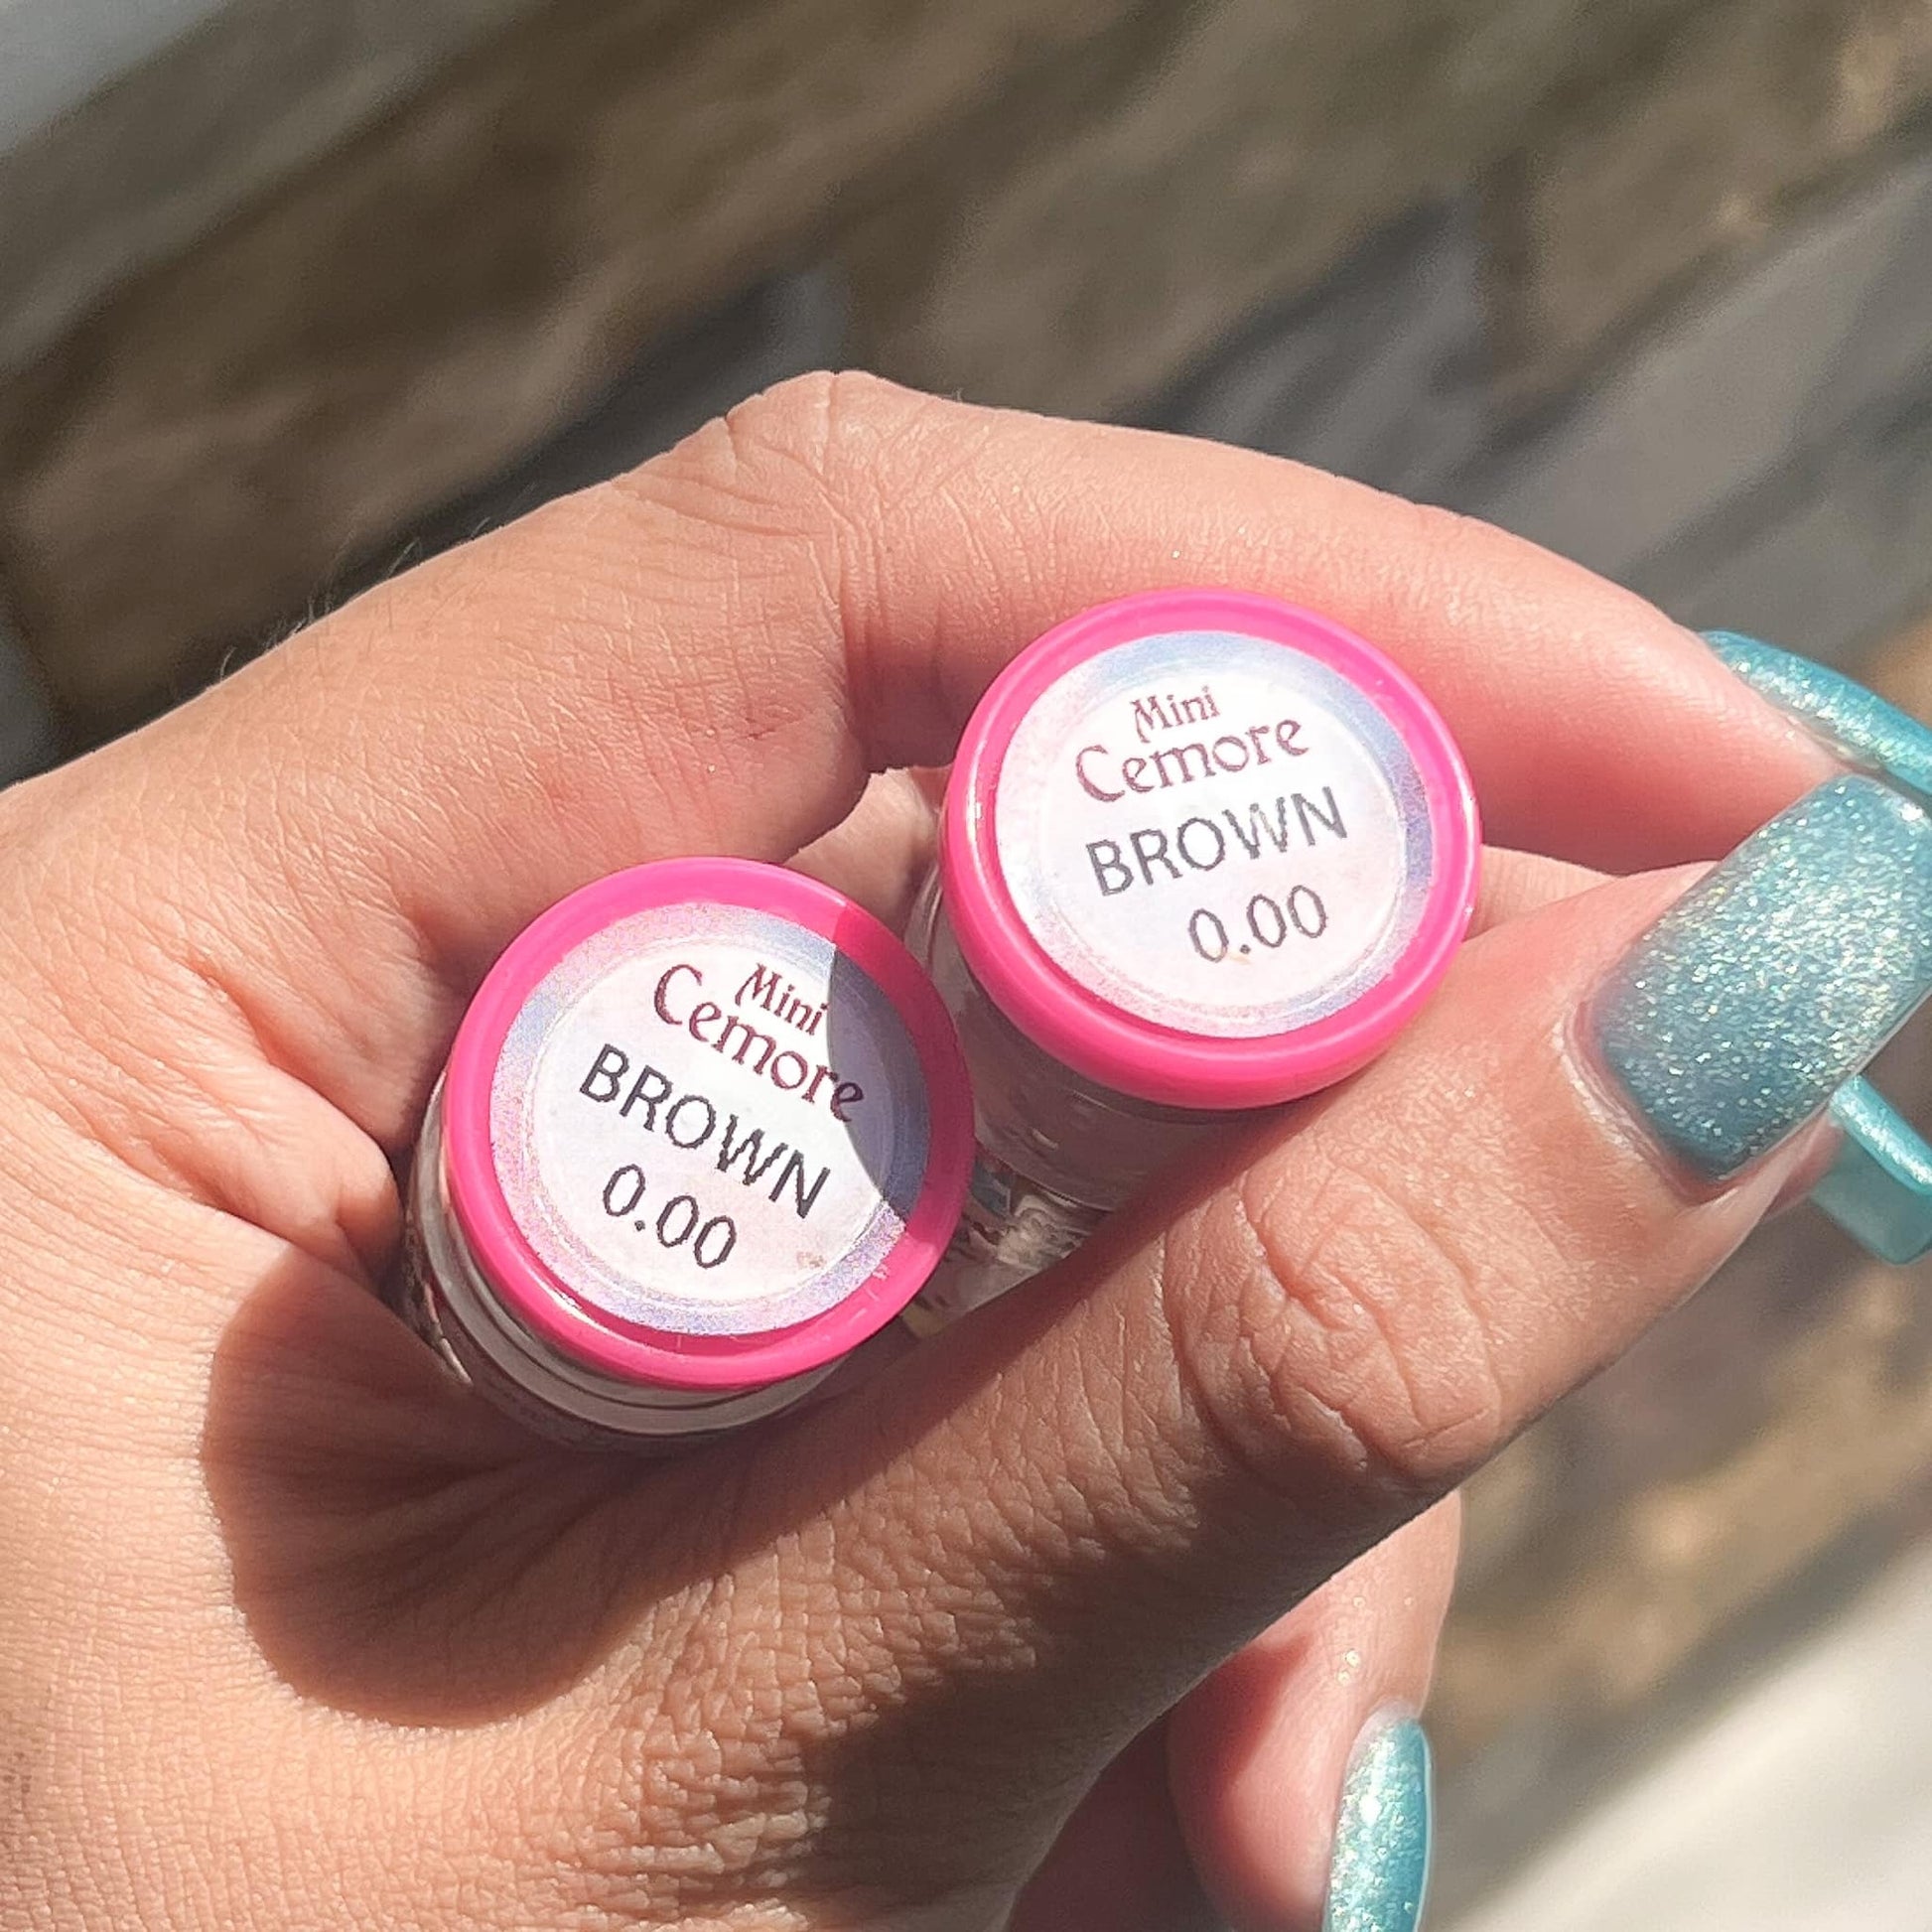 Mini
Cemore
BROWN
0.00
Mini
Cemore
BROWN
0.00